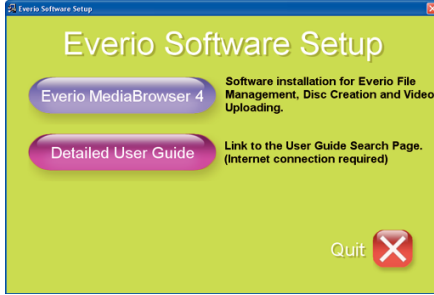 Everio Software Setup
Everio Software Setup
Everio MediaBrowser 4
Software installation for Everio File
Management, Disc Creation and Video
Uploading.
Detailed User Guide
Link to the User Guide Search Page.
(Internet connection required)
Quit